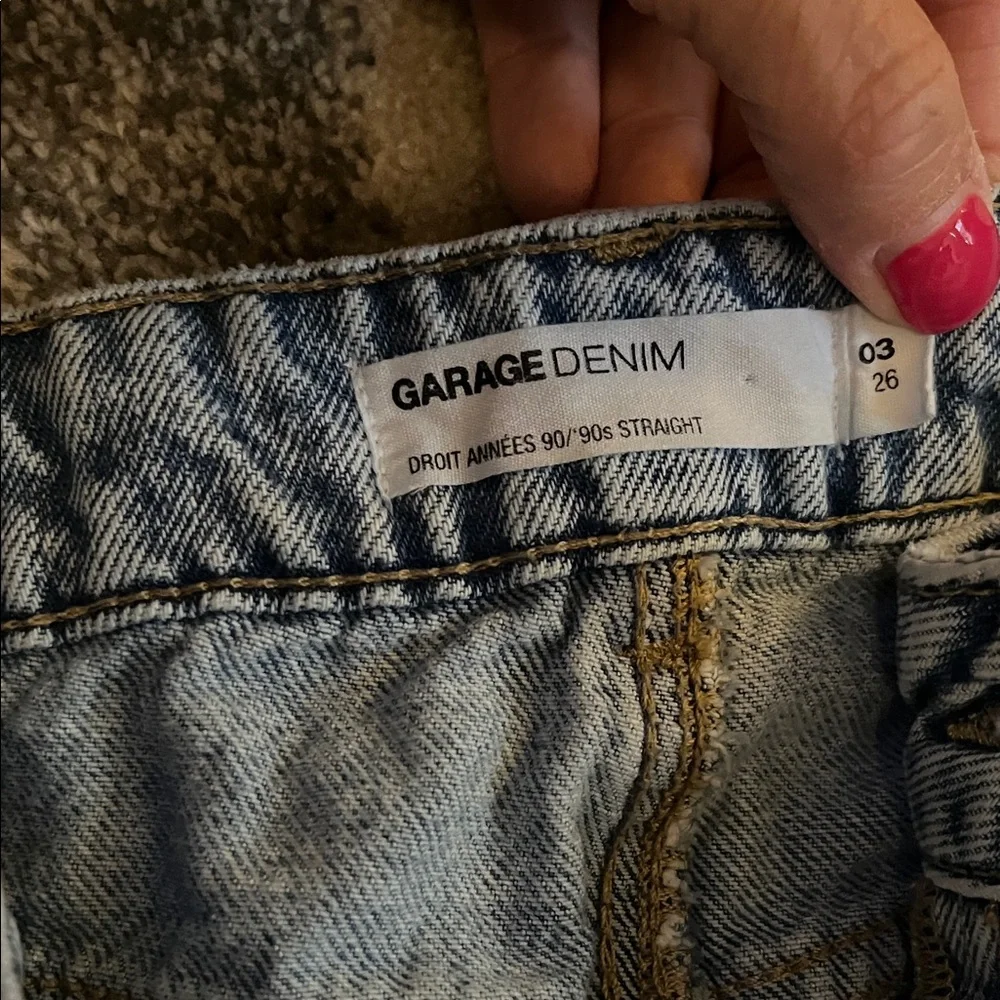 GARAGE DENIM
DROIT ANNÉES 90/'90s STRAIGHT
03
26